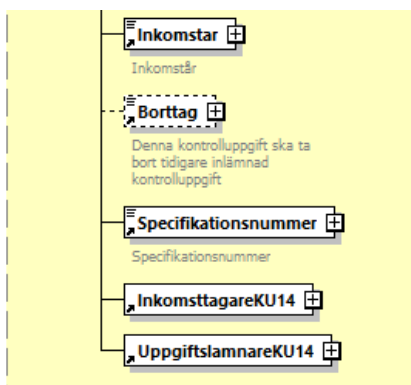 Inkomstar
Inkomstår
Borttag
Denna kontrolluppgift ska ta
bort tidigare inlämnad
kontrolluppgift
Specifikationsnummer
Specifikationsnummer
InkomsttagareKU14
UppgiftslamnareKU14